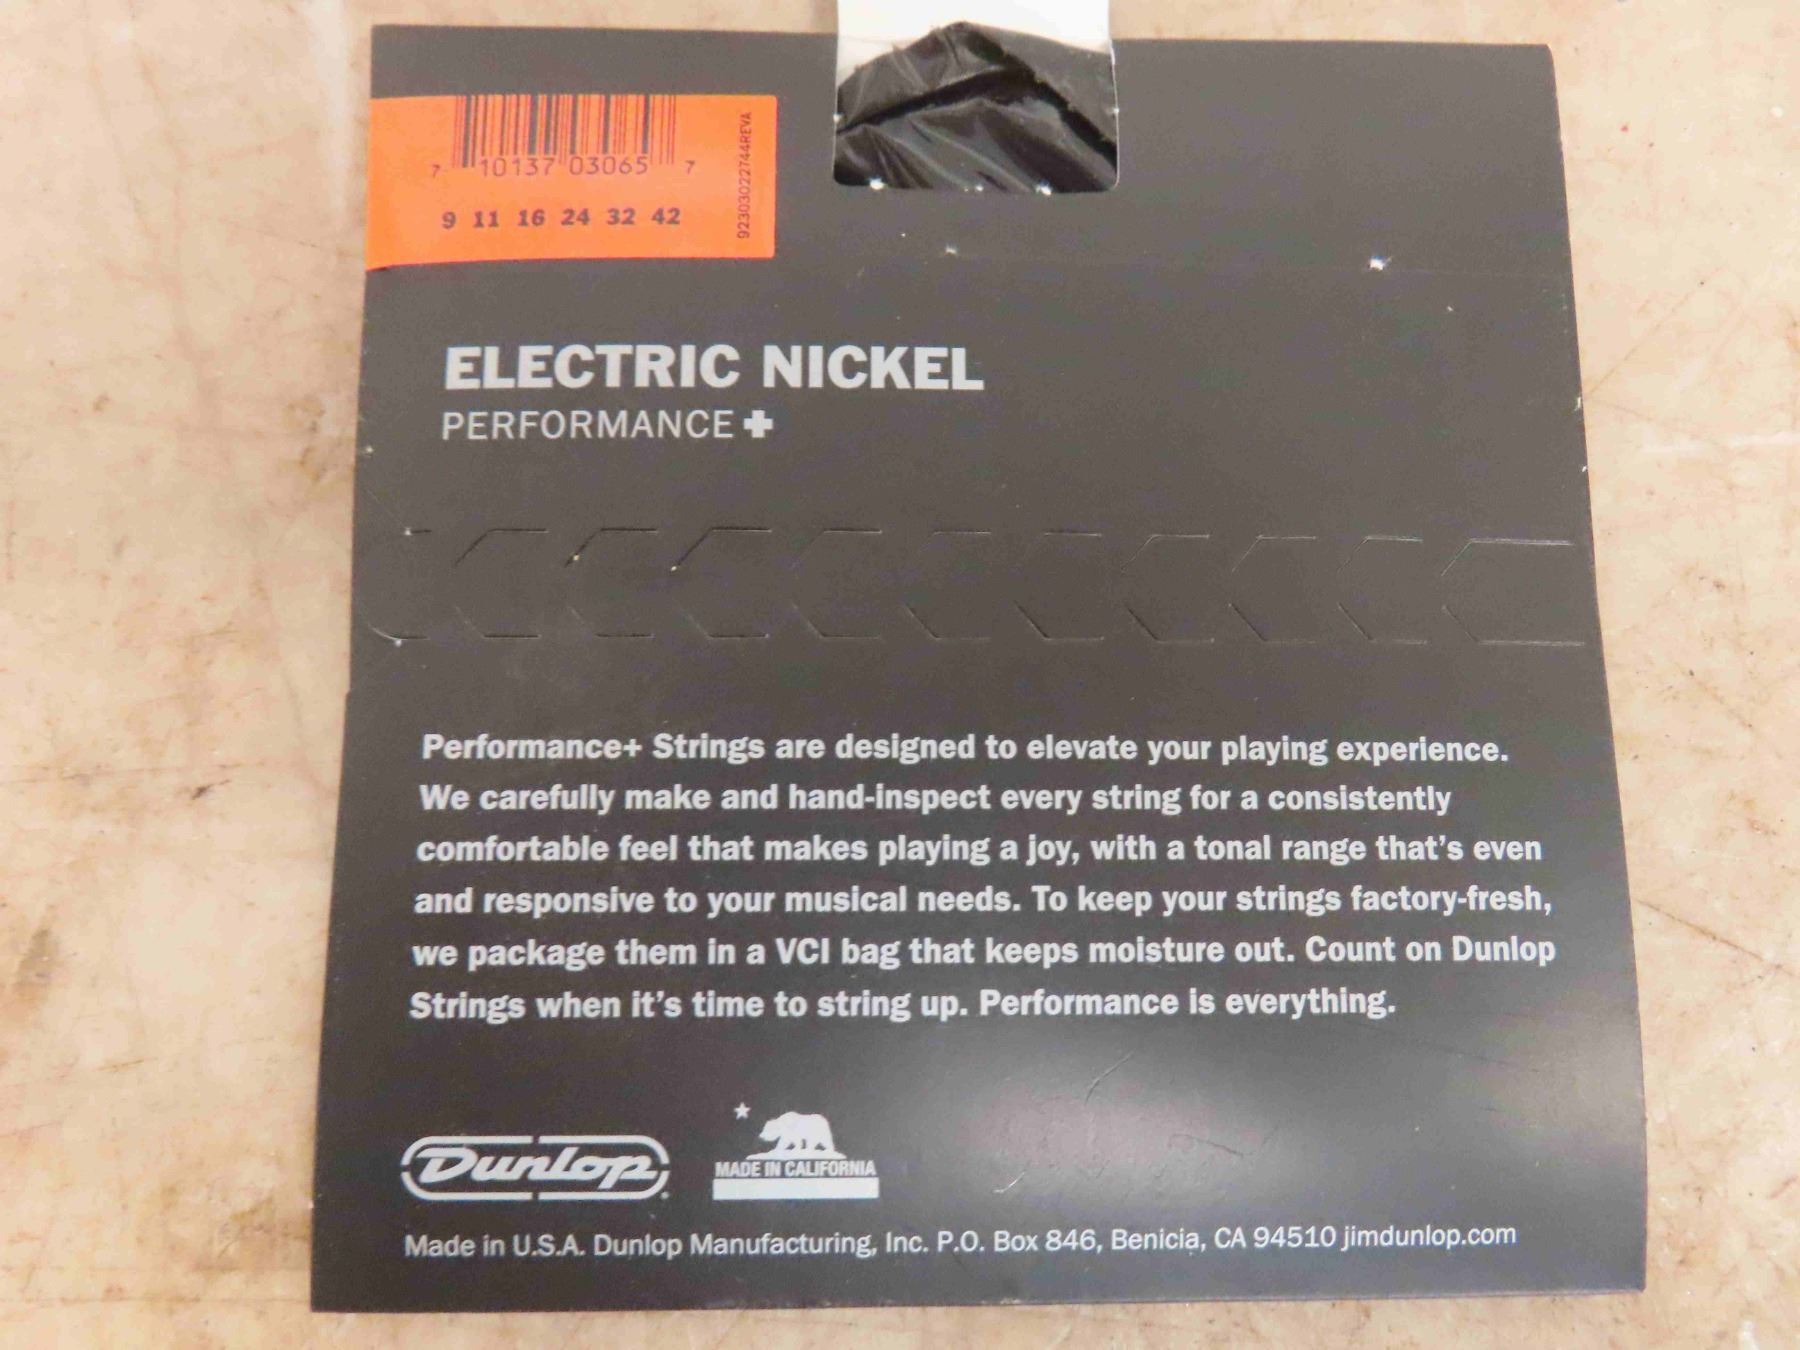 7 10137 03065 7
9 11 16 24 32 42
92303022744REVA
ELECTRIC NICKEL
PERFORMANCE+
Performance+ Strings are designed to elevate your playing experience.
We carefully make and hand-inspect every string for a consistently
comfortable feel that makes playing a joy, with a tonal range that's even
and responsive to your musical needs. To keep your strings factory-fresh,
we package them in a VCI bag that keeps moisture out. Count on Dunlop
Strings when it's time to string up. Performance is everything.
Dunlop
MADE IN CALIFORNIA
Made in U.S.A. Dunlop Manufacturing, Inc. P.O. Box 846, Benicia, CA 94510 jimdunlop.com